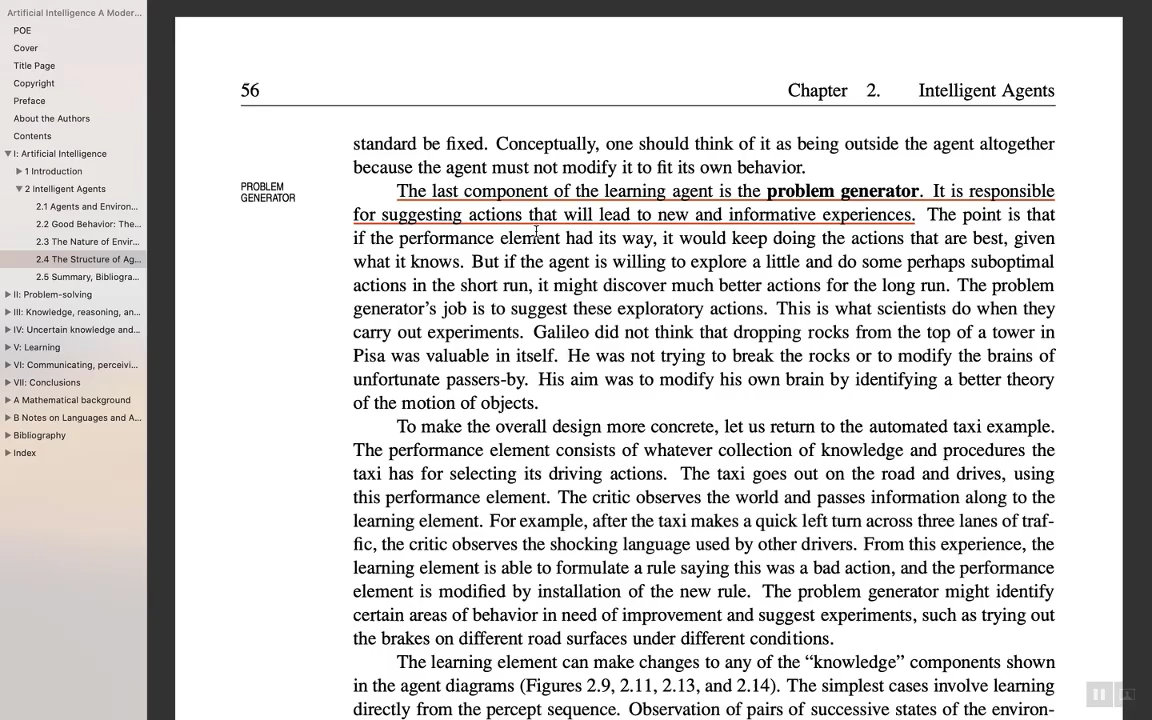 Artificial Intelligence A Moder...
POE
Cover
Title Page
Copyright
Preface
About the Authors
Contents
I: Artificial Intelligence
1 Introduction
2 Intelligent Agents
2.1 Agents and Environ...
2.2 Good Behavior: The...
2.3 The Nature of Envir...
2.4 The Structure of Ag...
2.5 Summary, Bibliogra...
II: Problem-solving
III: Knowledge, reasoning, an...
IV: Uncertain knowledge and...
V: Learning
VI: Communicating, perceivi...
VII: Conclusions
A Mathematical background
B Notes on Languages and A...
Bibliography
Index
56 Chapter 2. Intelligent Agents
standard be fixed. Conceptually, one should think of it as being outside the agent altogether
because the agent must not modify it to fit its own behavior.
PROBLEM
GENERATOR
The last component of the learning agent is the problem generator. It is responsible
for suggesting actions that will lead to new and informative experiences. The point is that
if the performance element had its way, it would keep doing the actions that are best, given
what it knows. But if the agent is willing to explore a little and do some perhaps suboptimal
actions in the short run, it might discover much better actions for the long run. The problem
generator's job is to suggest these exploratory actions. This is what scientists do when they
carry out experiments. Galileo did not think that dropping rocks from the top of a tower in
Pisa was valuable in itself. He was not trying to break the rocks or to modify the brains of
unfortunate passers-by. His aim was to modify his own brain by identifying a better theory
of the motion of objects.
To make the overall design more concrete, let us return to the automated taxi example.
The performance element consists of whatever collection of knowledge and procedures the
taxi has for selecting its driving actions. The taxi goes out on the road and drives, using
this performance element. The critic observes the world and passes information along to the
learning element. For example, after the taxi makes a quick left turn across three lanes of traf-
fic, the critic observes the shocking language used by other drivers. From this experience, the
learning element is able to formulate a rule saying this was a bad action, and the performance
element is modified by installation of the new rule. The problem generator might identify
certain areas of behavior in need of improvement and suggest experiments, such as trying out
the brakes on different road surfaces under different conditions.
The learning element can make changes to any of the “knowledge” components shown
in the agent diagrams (Figures 2.9, 2.11, 2.13, and 2.14). The simplest cases involve learning
directly from the percept sequence. Observation of pairs of successive states of the environ-